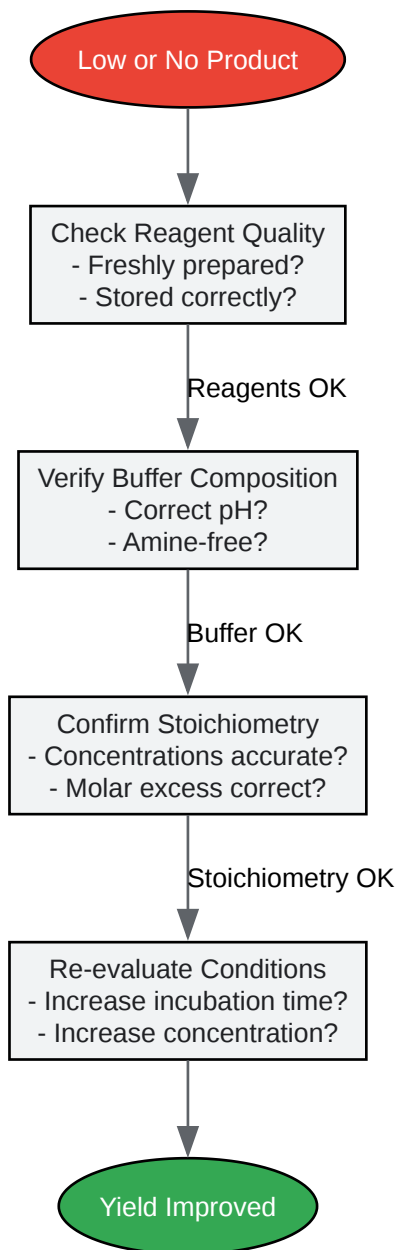 Low or No Product
Check Reagent Quality
- Freshly prepared?
- Stored correctly?
Reagents OK
Verify Buffer Composition
- Correct pH?
- Amine-free?
Buffer OK
Confirm Stoichiometry
- Concentrations accurate?
- Molar excess correct?
Stoichiometry OK
Re-evaluate Conditions
- Increase incubation time?
- Increase concentration?
Yield Improved